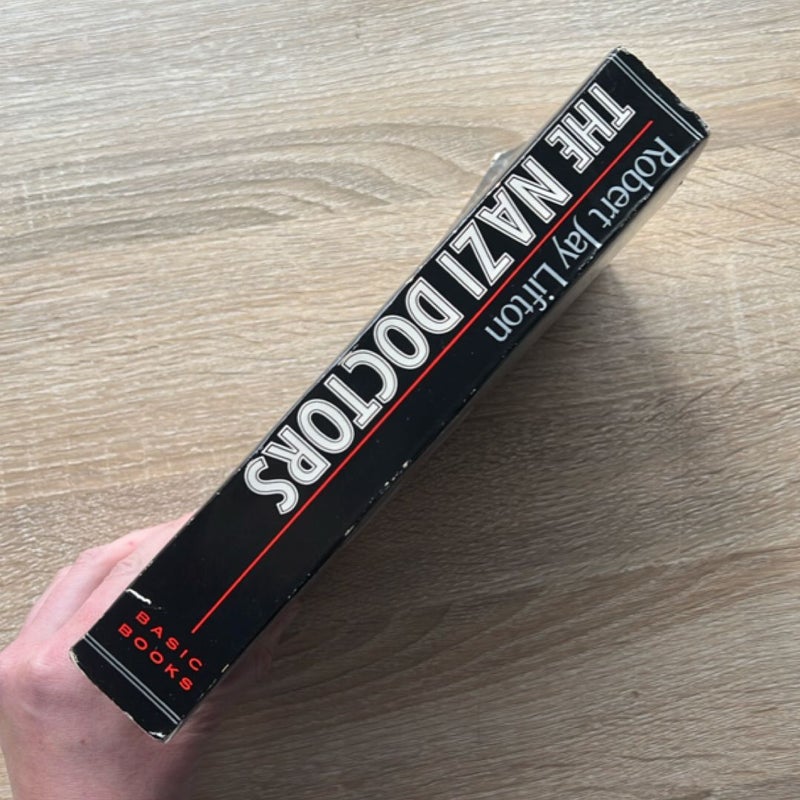 THE NAZI DOCTORS
Robert Jay Lifton
BASIC
BOOKS